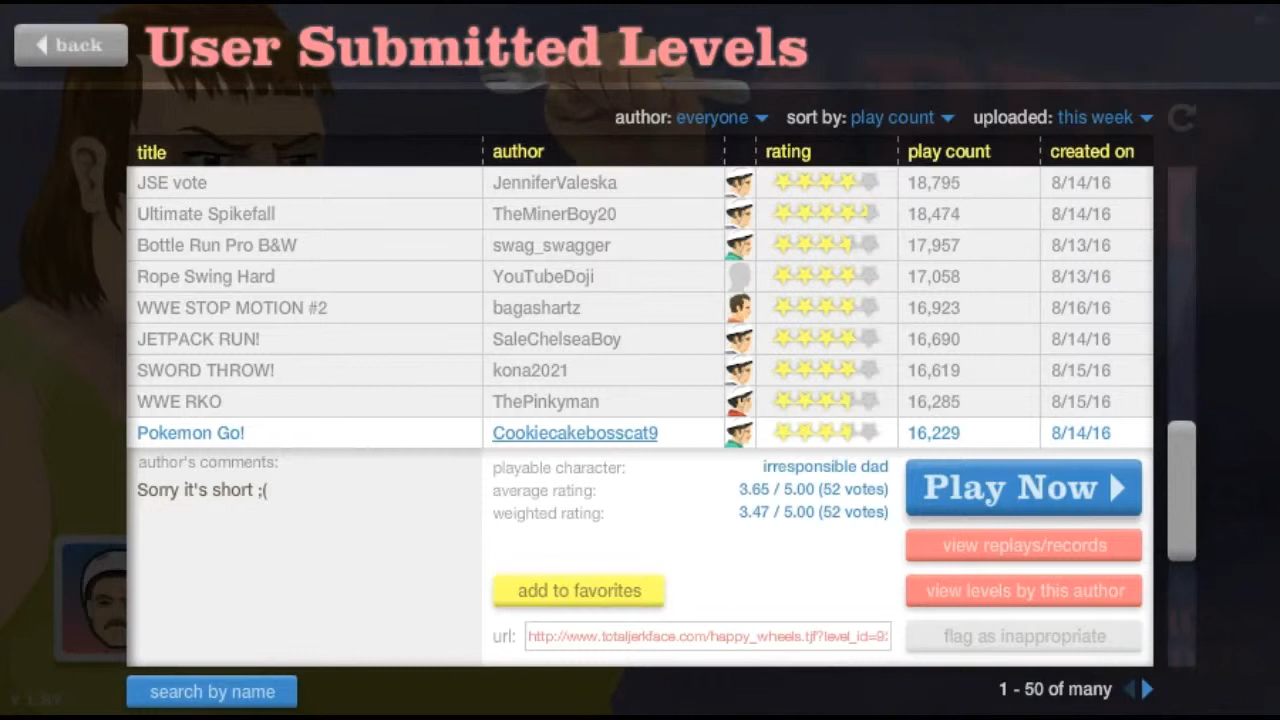 back
User Submitted Levels
author: everyone sort by: play count uploaded: this week
title author rating play count created on
JSE vote JenniferValeska 18,795 8/14/16
Ultimate Spikefall TheMinerBoy20 18,474 8/14/16
Bottle Run Pro B&W swag_swagger 17,957 8/13/16
Rope Swing Hard YouTubeDoji 17,058 8/13/16
WWE STOP MOTION #2 bagashartz 16,923 8/16/16
JETPACK RUN! SaleChelseaBoy 16,690 8/14/16
SWORD THROW! kona2021 16,619 8/15/16
WWE RKO ThePinkyman 16,285 8/15/16
Pokemon Go! Cookiecakebosscat9 16,229 8/14/16
author's comments:
Sorry it's short ;(
playable character: irresponsible dad
average rating: 3.65 / 5.00 (52 votes)
weighted rating: 3.47 / 5.00 (52 votes)
Play Now
view replays/records
add to favorites
view levels by this author
url: http://www.totaljerkface.com/happy_wheels.tjf?level_id=9
flag as inappropriate
search by name
1 - 50 of many